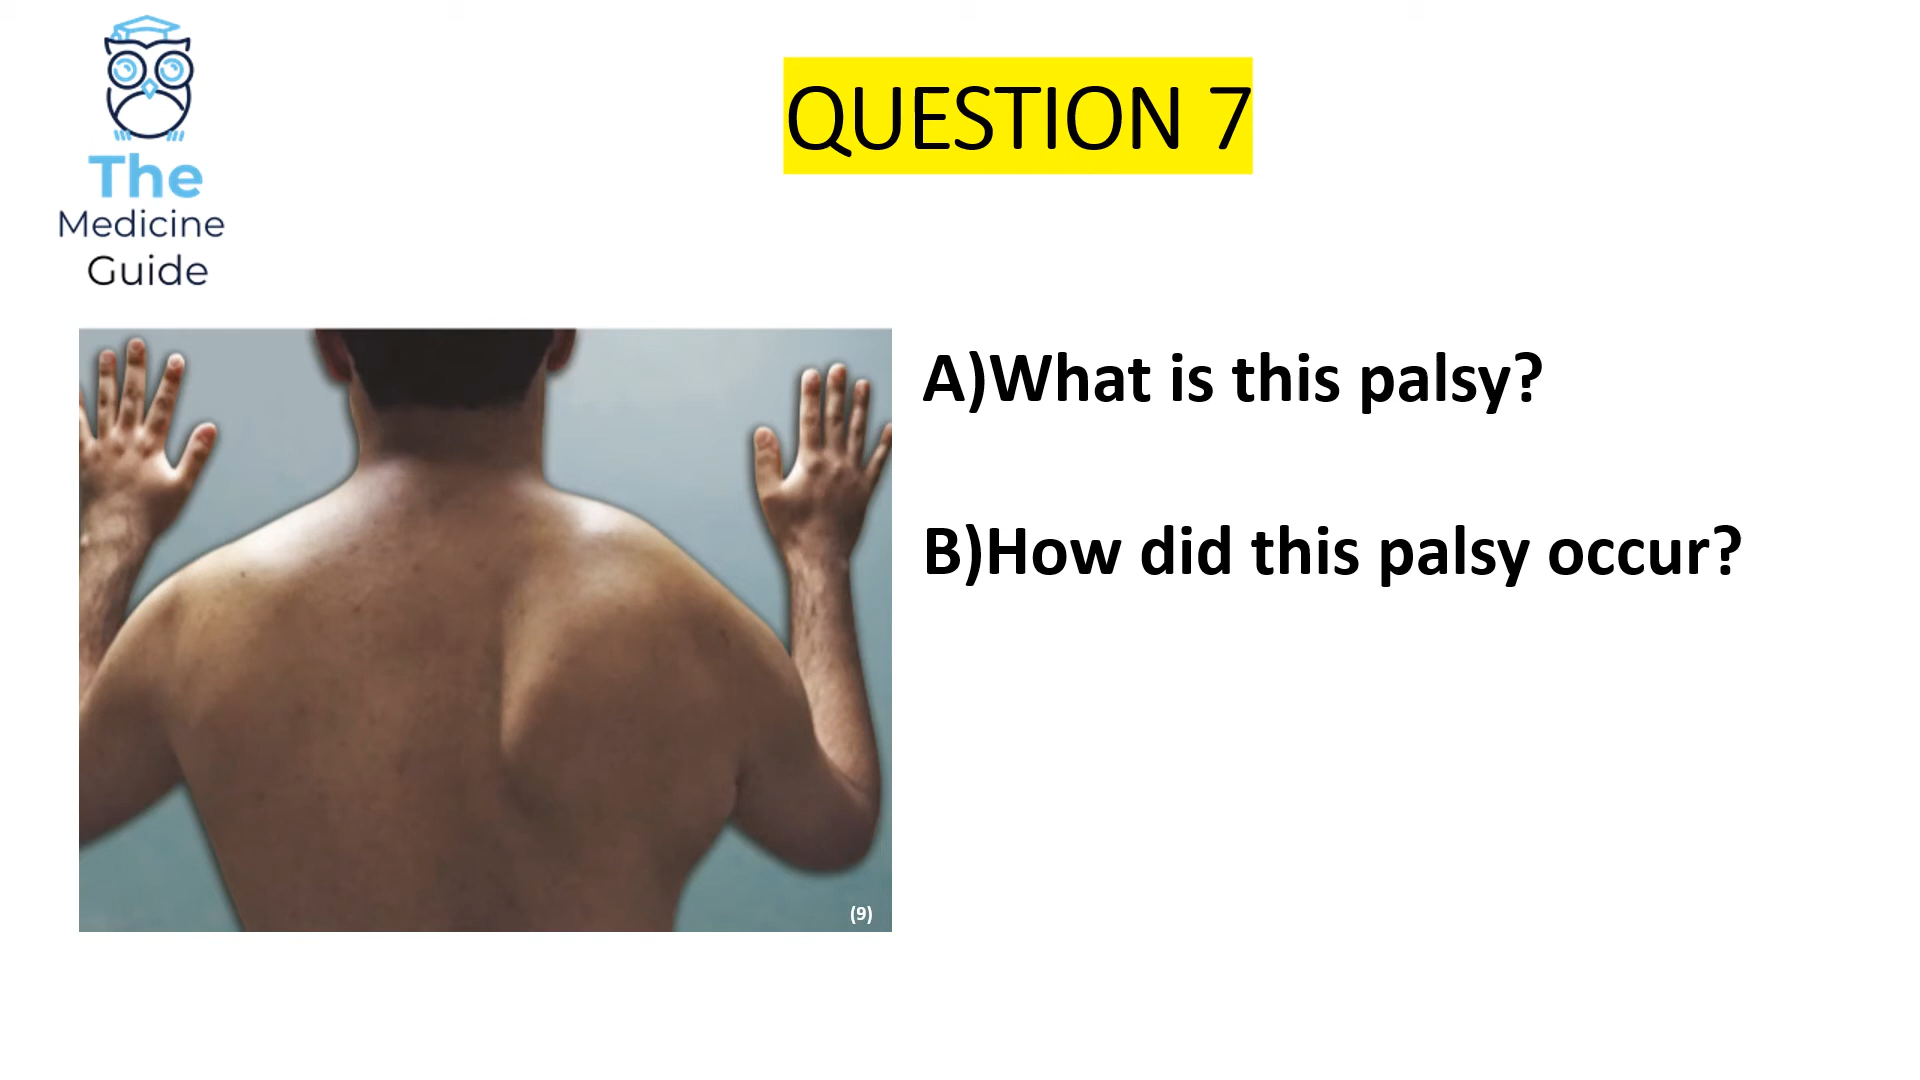 The
Medicine
Guide
QUESTION 7
A)What is this palsy?
B)How did this palsy occur?
(9)